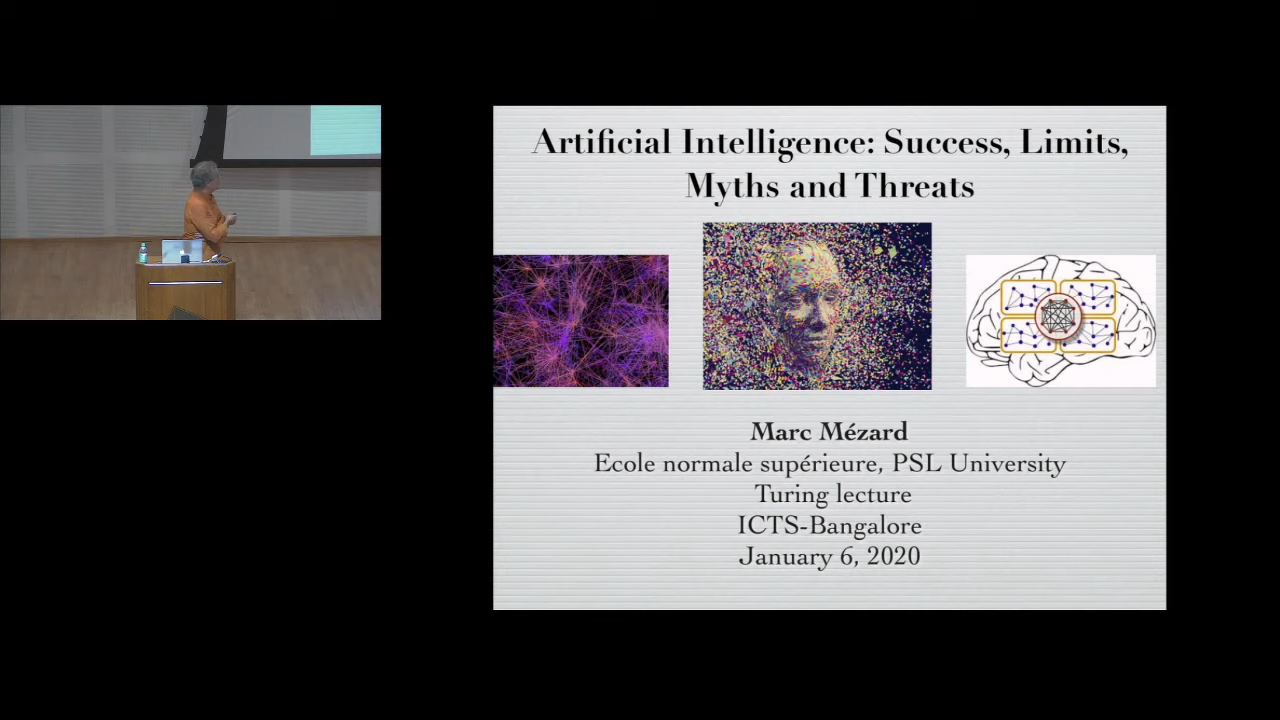 Artificial Intelligence: Success, Limits,
Myths and Threats
Marc Mézard
Ecole normale supérieure, PSL University
Turing lecture
ICTS-Bangalore
January 6, 2020